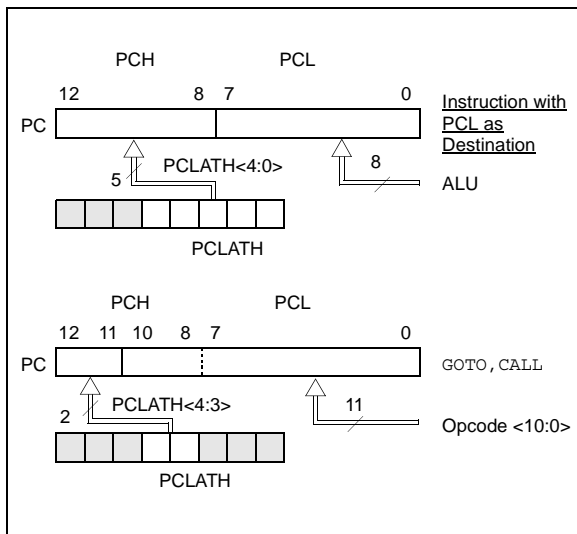 PCH PCL
12 8 7 0
Instruction with
PCL as
Destination
PC
5 PCLATH<4:0> 8
ALU
PCLATH
PCH PCL
12 11 10 8 7 0
PC GOTO, CALL
2 PCLATH<4:3> 11
Opcode <10:0>
PCLATH